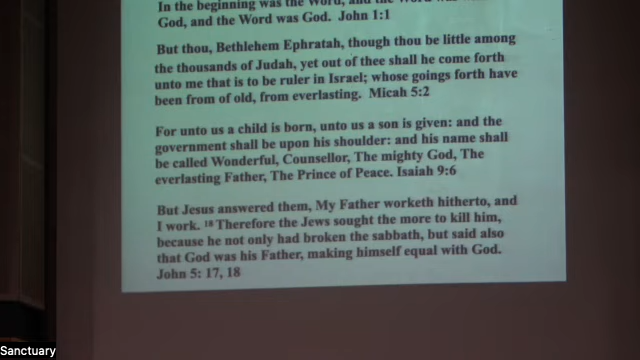 In the beginning was the Word, and the Word was with
God, and the Word was God. John 1:1
But thou, Bethlehem Ephratah, though thou be little among
the thousands of Judah, yet out of thee shall he come forth
unto me that is to be ruler in Israel; whose goings forth have
been from of old, from everlasting. Micah 5:2
For unto us a child is born, unto us a son is given: and the
government shall be upon his shoulder: and his name shall
be called Wonderful, Counsellor, The mighty God, The
everlasting Father, The Prince of Peace. Isaiah 9:6
But Jesus answered them, My Father worketh hitherto, and
I work. 18 Therefore the Jews sought the more to kill him,
because he not only had broken the sabbath, but said also
that God was his Father, making himself equal with God.
John 5: 17, 18
Sanctuary